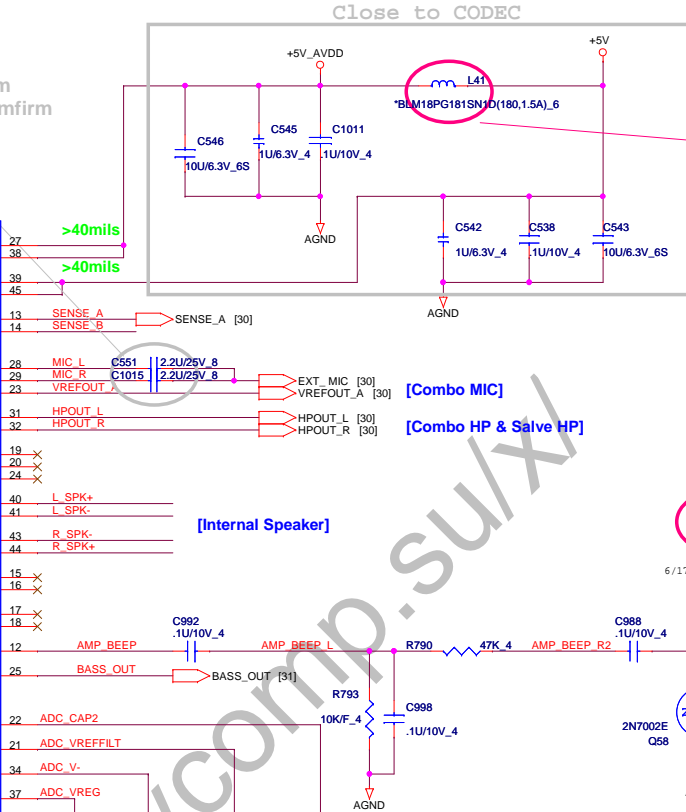 Close to CODEC
+5V_AVDD
+5V
L41
*BLM18PG181SN1D(180,1.5A)_6
mfirm
C546
10U/6.3V_6S
C545
1U/6.3V_4
C1011
.1U/10V_4
AGND
>40mils
27
38
>40mils
39
45
C542
1U/6.3V_4
C538
.1U/10V_4
C543
10U/6.3V_6S
AGND
13 SENSE_A SENSE_A [30]
14 SENSE_B
28 MIC_L C551 2.2U/25V_8
29 MIC_R C1015 2.2U/25V_8 EXT_MIC [30]
23 VREFOUT_A VREFOUT_A [30]
[Combo MIC]
31 HPOUT_L HPOUT_L [30]
32 HPOUT_R HPOUT_R [30]
[Combo HP & Salve HP]
19
20
24
40 L_SPK+
41 L_SPK-
[Internal Speaker]
43 R_SPK-
44 R_SPK+
15
16
17
18
6/17
C992
.1U/10V_4
C988
.1U/10V_4
12 AMP_BEEP AMP_BEEP_L R790 47K_4 AMP_BEEP_R2
25 BASS_OUT BASS_OUT [31]
R793
10K/F_4
C998
.1U/10V_4
2N7002E
Q58
22 ADC_CAP2
21 ADC_VREFFILT
34 ADC_V-
37 ADC_VREG
AGND
/comp.su/x/